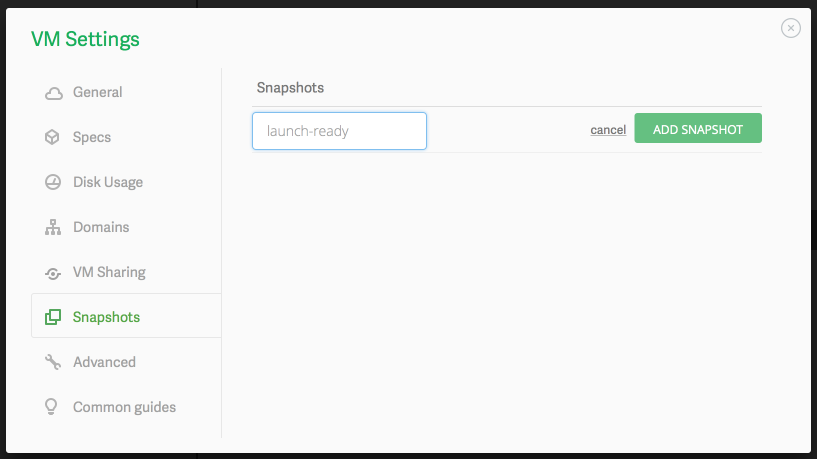 VM Settings
General
Specs
Disk Usage
Domains
VM Sharing
Snapshots
Advanced
Common guides
Snapshots
launch-ready
cancel
ADD SNAPSHOT